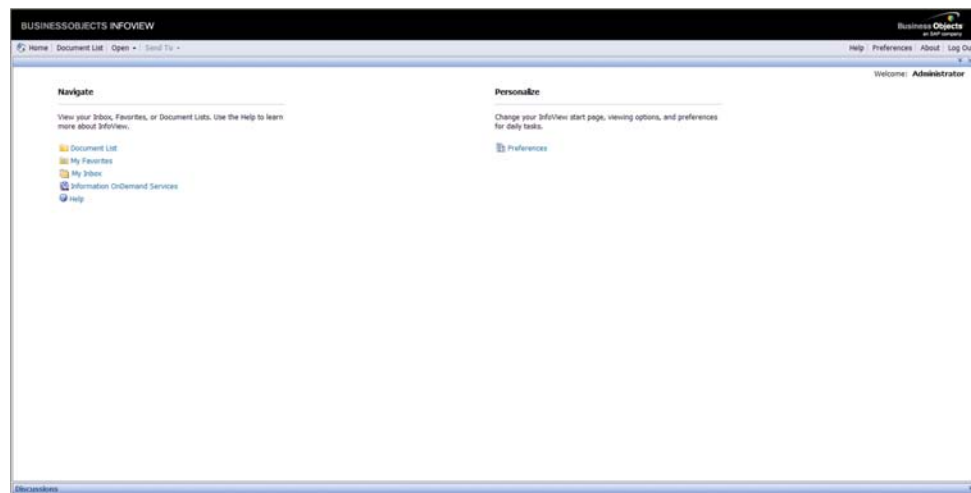 BUSINESSOBJECTS INFOVIEW
Business Objects
an SAP company
Home Document List Open Send To
Help Preferences About Log Ou
Welcome: Administrator
Navigate
View your Inbox, Favorites, or Document Lists. Use the Help to learn
more about InfoView.
Document List
My Favorites
My Inbox
Information OnDemand Services
Help
Personalize
Change your InfoView start page, viewing options, and preferences
for daily tasks.
Preferences
Discussions